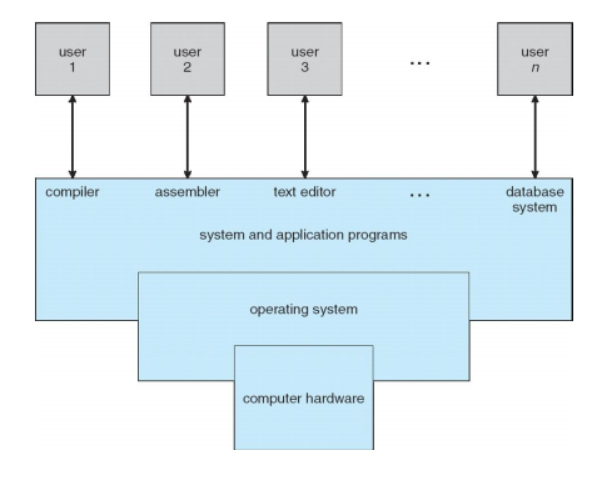 user
1
user
2
user
3
...
user
n
compiler
assembler
text editor
...
database
system
system and application programs
operating system
computer hardware